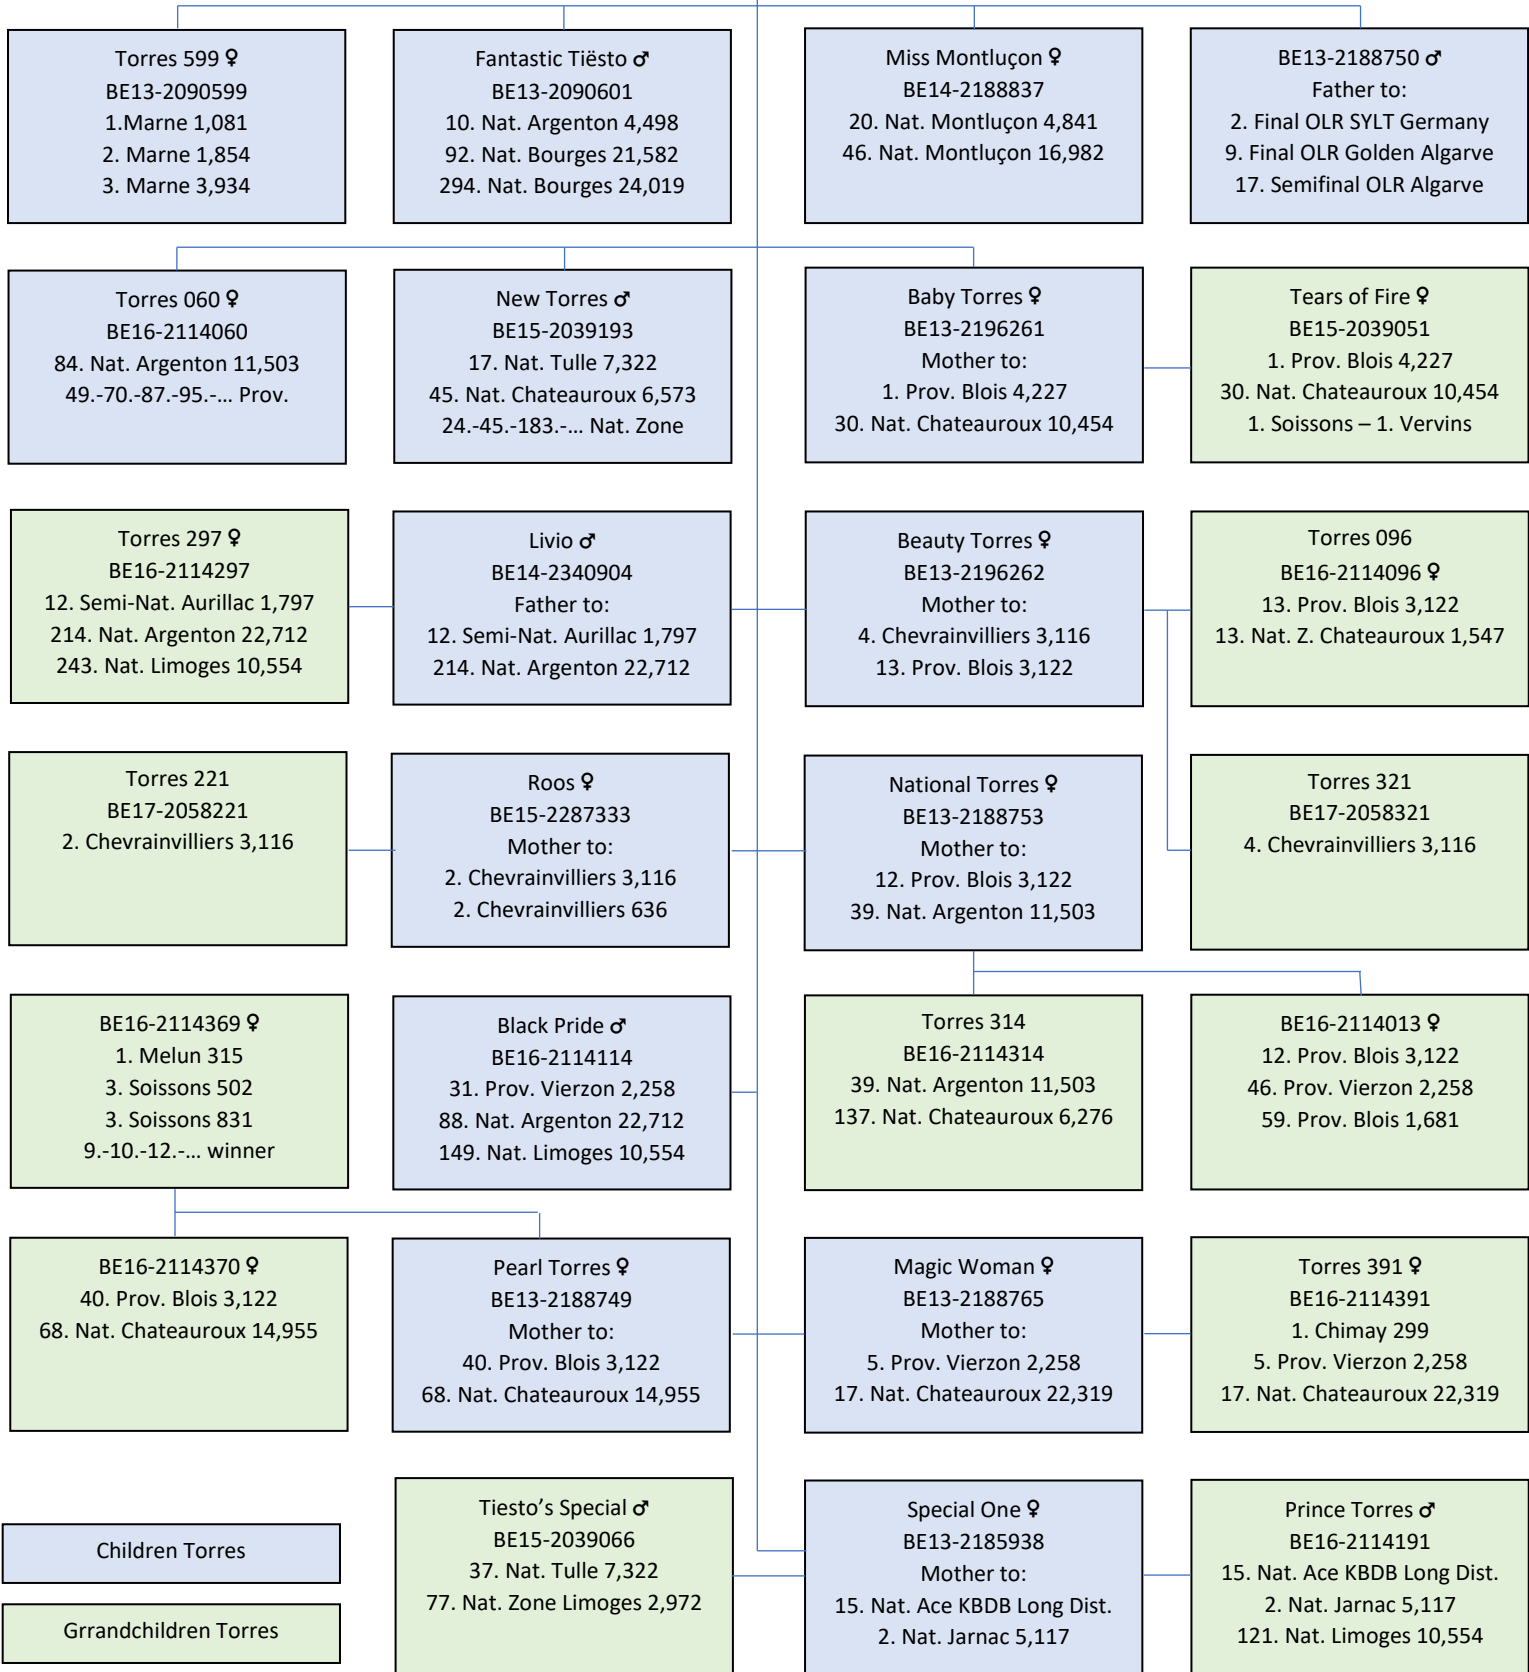 Torres 599 ♀
BE13-2090599
1.Marne 1,081
2. Marne 1,854
3. Marne 3,934
Fantastic Tiësto ♂
BE13-2090601
10. Nat. Argenton 4,498
92. Nat. Bourges 21,582
294. Nat. Bourges 24,019
Miss Montluçon ♀
BE14-2188837
20. Nat. Montluçon 4,841
46. Nat. Montluçon 16,982
BE13-2188750 ♂
Father to:
2. Final OLR SYLT Germany
9. Final OLR Golden Algarve
17. Semifinal OLR Algarve
Torres 060 ♀
BE16-2114060
84. Nat. Argenton 11,503
49.-70.-87.-95.-... Prov.
New Torres ♂
BE15-2039193
17. Nat. Tulle 7,322
45. Nat. Chateauroux 6,573
24.-45.-183.-... Nat. Zone
Baby Torres ♀
BE13-2196261
Mother to:
1. Prov. Blois 4,227
30. Nat. Chateauroux 10,454
Tears of Fire ♀
BE15-2039051
1. Prov. Blois 4,227
30. Nat. Chateauroux 10,454
1. Soissons – 1. Vervins
Torres 297 ♀
BE16-2114297
12. Semi-Nat. Aurillac 1,797
214. Nat. Argenton 22,712
243. Nat. Limoges 10,554
Livio ♂
BE14-2340904
Father to:
12. Semi-Nat. Aurillac 1,797
214. Nat. Argenton 22,712
Beauty Torres ♀
BE13-2196262
Mother to:
4. Chevrainvilliers 3,116
13. Prov. Blois 3,122
Torres 096
BE16-2114096 ♀
13. Prov. Blois 3,122
13. Nat. Z. Chateauroux 1,547
Torres 221
BE17-2058221
2. Chevrainvilliers 3,116
Roos ♀
BE15-2287333
Mother to:
2. Chevrainvilliers 3,116
2. Chevrainvilliers 636
National Torres ♀
BE13-2188753
Mother to:
12. Prov. Blois 3,122
39. Nat. Argenton 11,503
Torres 321
BE17-2058321
4. Chevrainvilliers 3,116
BE16-2114369 ♀
1. Melun 315
3. Soissons 502
3. Soissons 831
9.-10.-12.-... winner
Black Pride ♂
BE16-2114114
31. Prov. Vierzon 2,258
88. Nat. Argenton 22,712
149. Nat. Limoges 10,554
Torres 314
BE16-2114314
39. Nat. Argenton 11,503
137. Nat. Chateauroux 6,276
BE16-2114013 ♀
12. Prov. Blois 3,122
46. Prov. Vierzon 2,258
59. Prov. Blois 1,681
BE16-2114370 ♀
40. Prov. Blois 3,122
68. Nat. Chateauroux 14,955
Pearl Torres ♀
BE13-2188749
Mother to:
40. Prov. Blois 3,122
68. Nat. Chateauroux 14,955
Magic Woman ♀
BE13-2188765
Mother to:
5. Prov. Vierzon 2,258
17. Nat. Chateauroux 22,319
Torres 391 ♀
BE16-2114391
1. Chimay 299
5. Prov. Vierzon 2,258
17. Nat. Chateauroux 22,319
Children Torres
Grrandchildren Torres
Tiesto’s Special ♂
BE15-2039066
37. Nat. Tulle 7,322
77. Nat. Zone Limoges 2,972
Special One ♀
BE13-2185938
Mother to:
15. Nat. Ace KBDB Long Dist.
2. Nat. Jarnac 5,117
Prince Torres ♂
BE16-2114191
15. Nat. Ace KBDB Long Dist.
2. Nat. Jarnac 5,117
121. Nat. Limoges 10,554